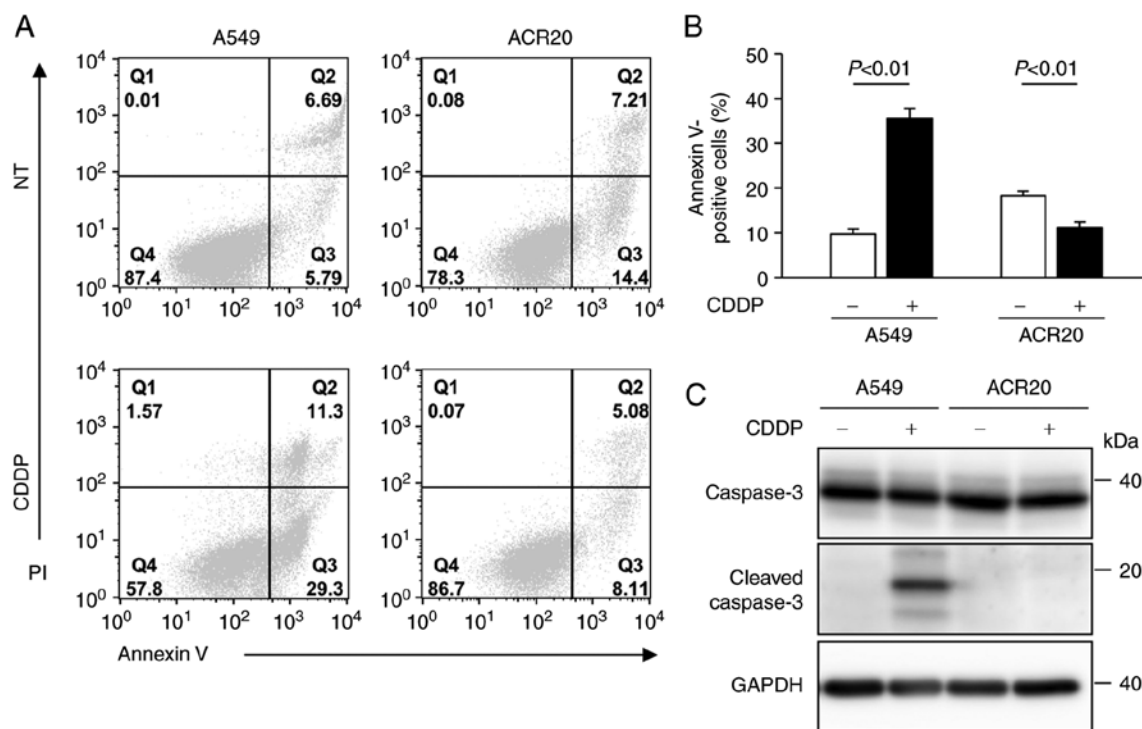 A
A549
ACR20
NT
10⁴
10³
10²
10¹
10⁰
Q1
0.01
Q2
6.69
Q4
87.4
Q3
5.79
10⁰ 10¹ 10² 10³ 10⁴
10⁴
10³
10²
10¹
10⁰
Q1
0.08
Q2
7.21
Q4
78.3
Q3
14.4
10⁰ 10¹ 10² 10³ 10⁴
CDDP
10⁴
10³
10²
10¹
10⁰
Q1
1.57
Q2
11.3
Q4
57.8
Q3
29.3
10⁰ 10¹ 10² 10³ 10⁴
10⁴
10³
10²
10¹
10⁰
Q1
0.07
Q2
5.08
Q4
86.7
Q3
8.11
10⁰ 10¹ 10² 10³ 10⁴
PI
Annexin V
B
Annexin V-
positive cells (%)
50
40
30
20
10
0
P<0.01
P<0.01
CDDP − + − +
A549 ACR20
C
A549 ACR20
CDDP − + − + kDa
Caspase-3
40
Cleaved
caspase-3
20
GAPDH
40